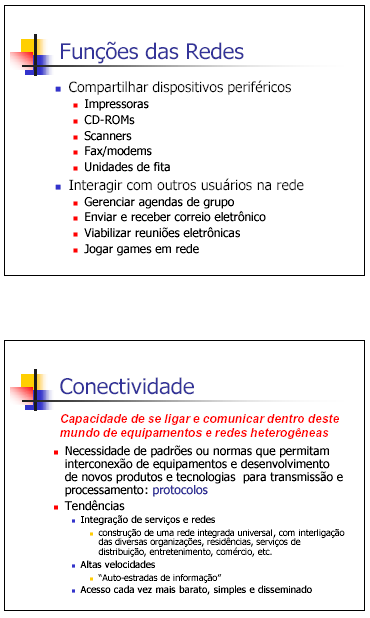 Funções das Redes
Compartilhar dispositivos periféricos
Impressoras
CD-ROMs
Scanners
Fax/modems
Unidades de fita
Interagir com outros usuários na rede
Gerenciar agendas de grupo
Enviar e receber correio eletrônico
Viabilizar reuniões eletrônicas
Jogar games em rede
Conectividade
Capacidade de se ligar e comunicar dentro deste
mundo de equipamentos e redes heterogêneas
Necessidade de padrões ou normas que permitam
interconexão de equipamentos e desenvolvimento
de novos produtos e tecnologias para transmissão e
processamento: protocolos
Tendências
Integração de serviços e redes
construção de uma rede integrada universal, com interligação
das diversas organizações, residências, serviços de
distribuição, entretenimento, comércio, etc.
Altas velocidades
"Auto-estradas de informação"
Acesso cada vez mais barato, simples e disseminado